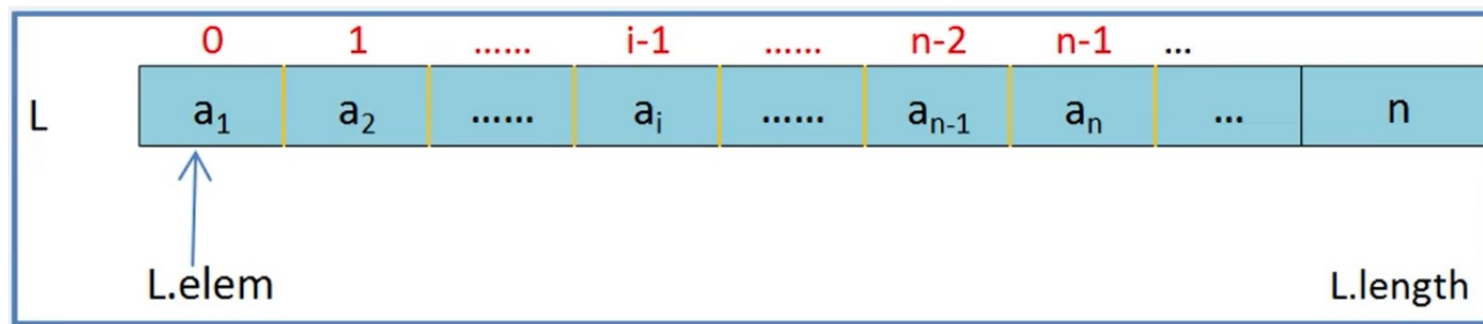 0 1 ...... i-1 ...... n-2 n-1 ...
L a₁ a₂ ...... aᵢ ...... aₙ₋₁ aₙ ... n
L.elem L.length